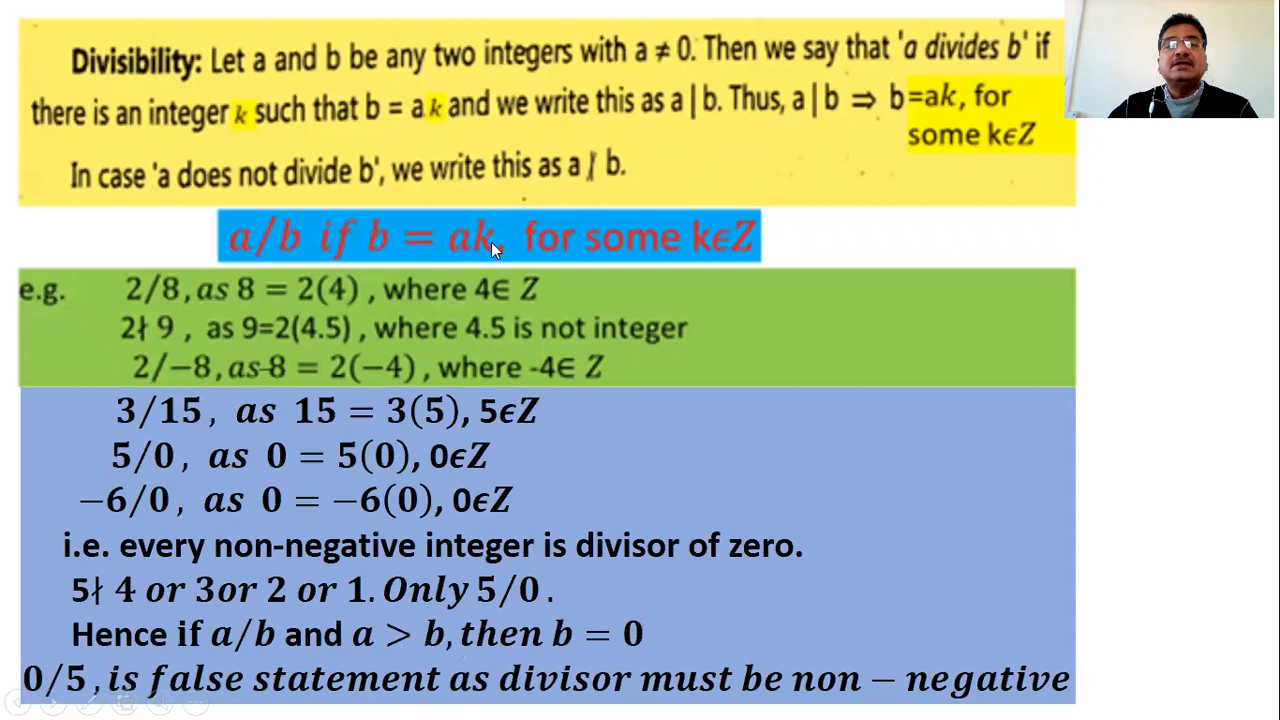 Divisibility: Let a and b be any two integers with a ≠ 0. Then we say that 'a divides b' if
there is an integer k such that b = a k and we write this as a | b. Thus, a | b ⇒ b=ak, for
some kϵZ
In case 'a does not divide b', we write this as a ∤ b.
a/b if b = ak, for some kϵZ
e.g. 2/8, as 8 = 2(4) , where 4∈ Z
2∤ 9 , as 9=2(4.5) , where 4.5 is not integer
2/−8, as-8 = 2(−4) , where -4∈ Z
3/15 , as 15 = 3(5), 5ϵZ
5/0 , as 0 = 5(0), 0ϵZ
−6/0 , as 0 = −6(0), 0ϵZ
i.e. every non-negative integer is divisor of zero.
5∤ 4 or 3or 2 or 1. Only 5/0 .
Hence if a/b and a > b, then b = 0
0/5 , is false statement as divisor must be non − negative